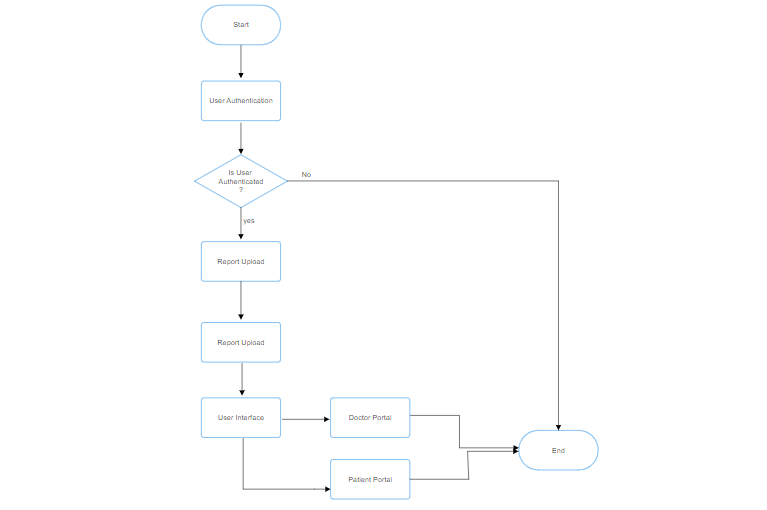 Start
User Authentication
Is User
Authenticated
?
No
yes
Report Upload
Report Upload
User Interface
Doctor Portal
Patient Portal
End